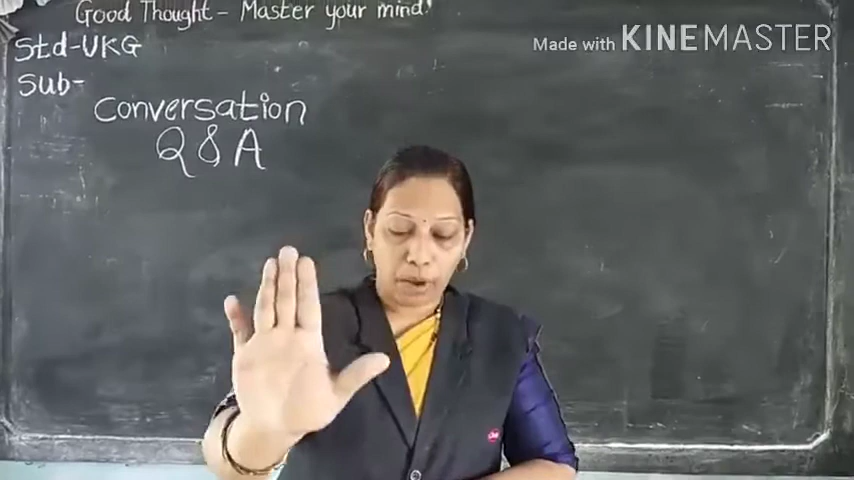 Good Thought - Master your mind!
Made with KINEMASTER
Std-UKG
Sub-
Conversation
Q & A